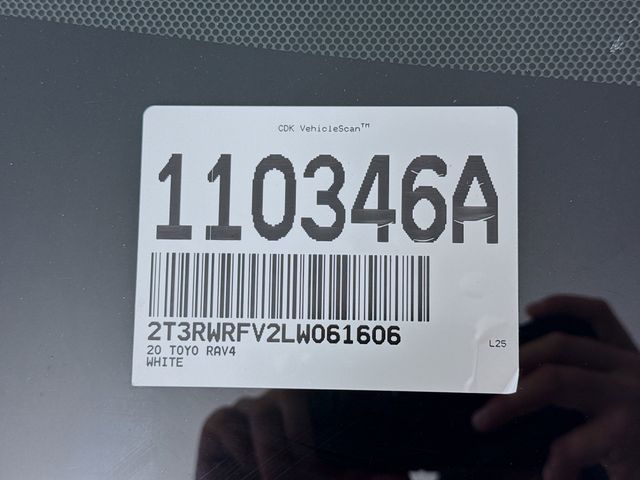 CDK VehicleScan™
110346A
2T3RWRFV2LW061606
20 TOYO RAV4
WHITE
L25